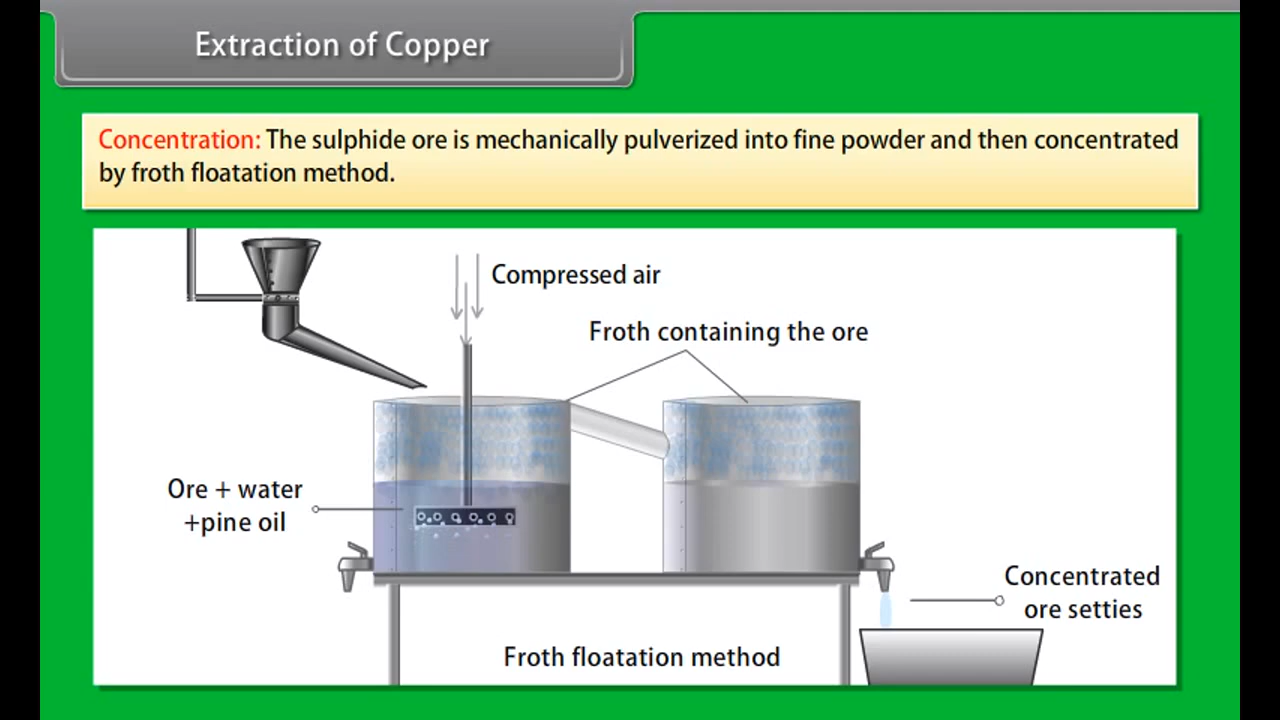 Extraction of Copper
Concentration: The sulphide ore is mechanically pulverized into fine powder and then concentrated
by froth floatation method.
Compressed air
Froth containing the ore
Ore + water
+pine oil
Concentrated
ore setties
Froth floatation method